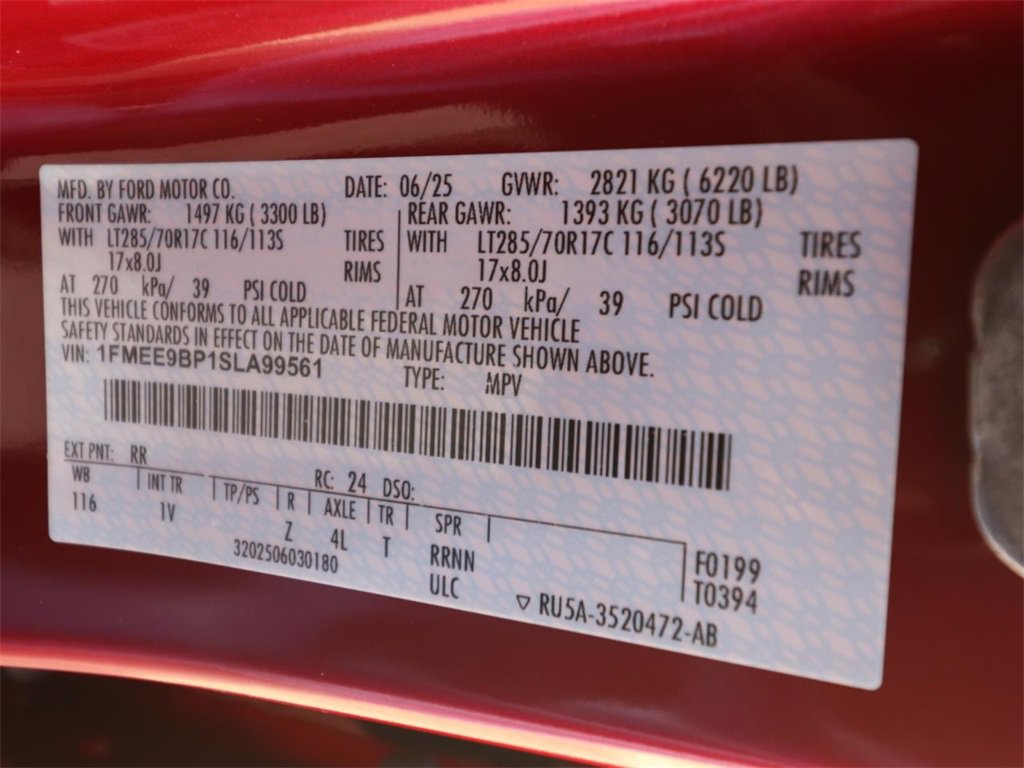 MFD. BY FORD MOTOR CO. DATE: 06/25 GVWR: 2821 KG ( 6220 LB)
FRONT GAWR: 1497 KG ( 3300 LB) REAR GAWR: 1393 KG ( 3070 LB)
WITH LT285/70R17C 116/113S TIRES WITH LT285/70R17C 116/113S TIRES
17x8.0J RIMS 17x8.0J RIMS
AT 270 kPa/ 39 PSI COLD AT 270 kPa/ 39 PSI COLD
THIS VEHICLE CONFORMS TO ALL APPLICABLE FEDERAL MOTOR VEHICLE
SAFETY STANDARDS IN EFFECT ON THE DATE OF MANUFACTURE SHOWN ABOVE.
VIN: 1FMEE9BP1SLA99561 TYPE: MPV
EXT PNT: RR RC: 24 DSO:
WB INT TR TP/PS R AXLE TR SPR
116 1V Z 4L T RRNN F0199
3202506030180 ULC T0394
▽ RU5A-3520472-AB